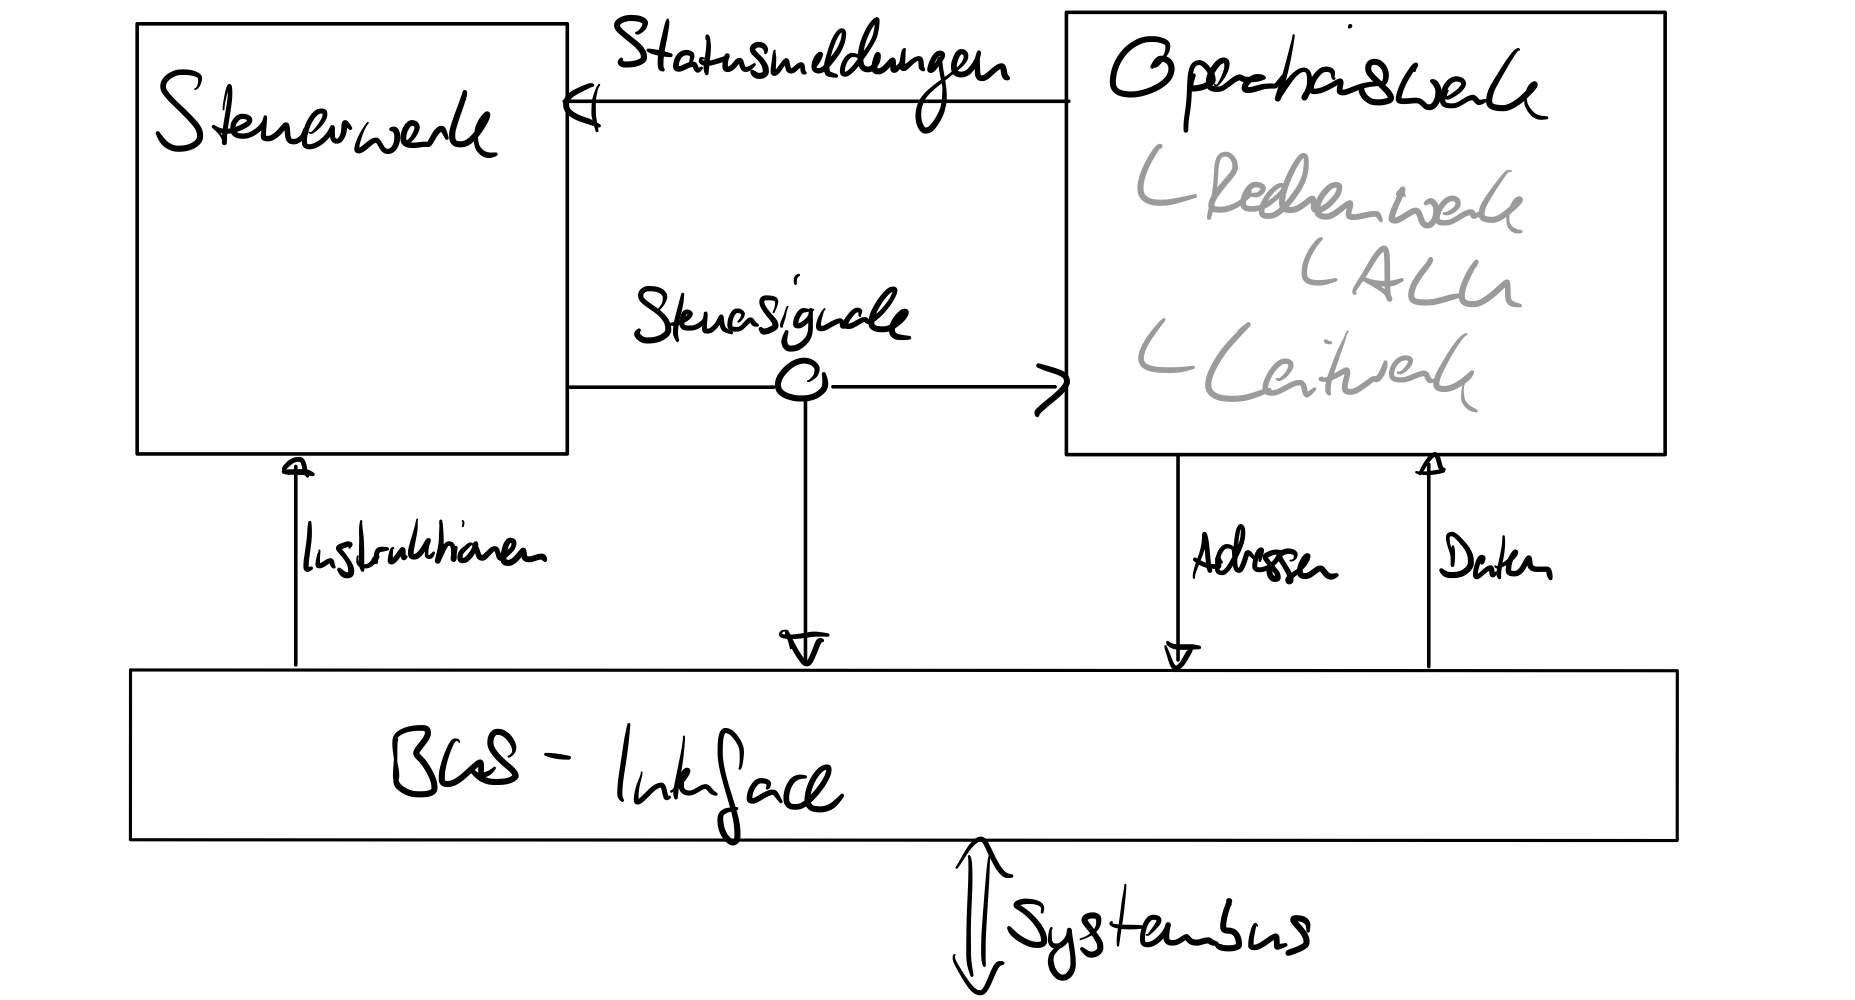 Statusmeldungen
Steuerwerk
Operationswerk
Rechenwerk
ALU
Leitwerk
Steuersignale
Instruktionen
Adressen
Daten
BUS - Interface
Systembus